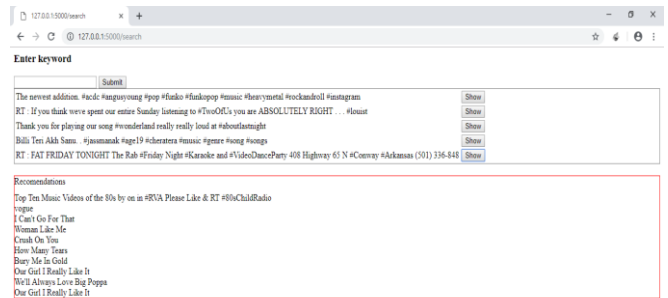 127.0.0.1:5000/search
127.0.0.1:5000/search
Enter keyword
Submit
The newest addition. #acdc #angusyoung #pop #funko #funkopop #music #heavymetal #rockandroll #instagram Show
RT : If you think weve spent our entire Sunday listening to #TwoOfUs you are ABSOLUTELY RIGHT . . . #louist Show
Thank you for playing our song #wonderland really really loud at #aboutlastnight Show
Billi Teri Akh Sanu. . #jassmanak #age19 #cheratera #music #genre #song #songs Show
RT : FAT FRIDAY TONIGHT The Rab #Friday Night #Karaoke and #VideoDanceParty 408 Highway 65 N #Conway #Arkansas (501) 336-848 Show
Recomendations
Top Ten Music Videos of the 80s by on in #RVA Please Like & RT #80sChildRadio
vogue
I Can't Go For That
Woman Like Me
Crush On You
How Many Tears
Bury Me In Gold
Our Girl I Really Like It
We'll Always Love Big Poppa
Our Girl I Really Like It